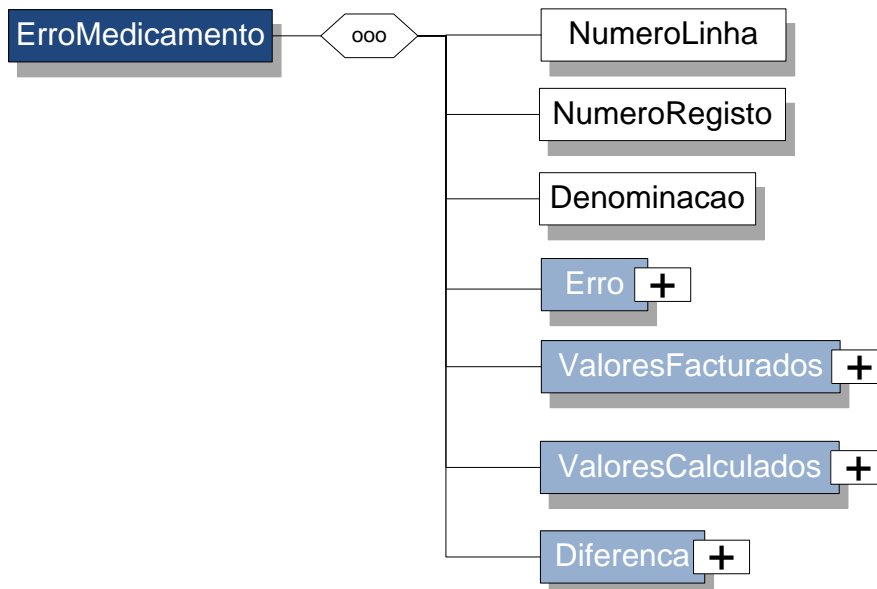 ErroMedicamento
ooo
NumeroLinha
NumeroRegisto
Denominacao
Erro +
ValoresFacturados +
ValoresCalculados +
Diferenca +